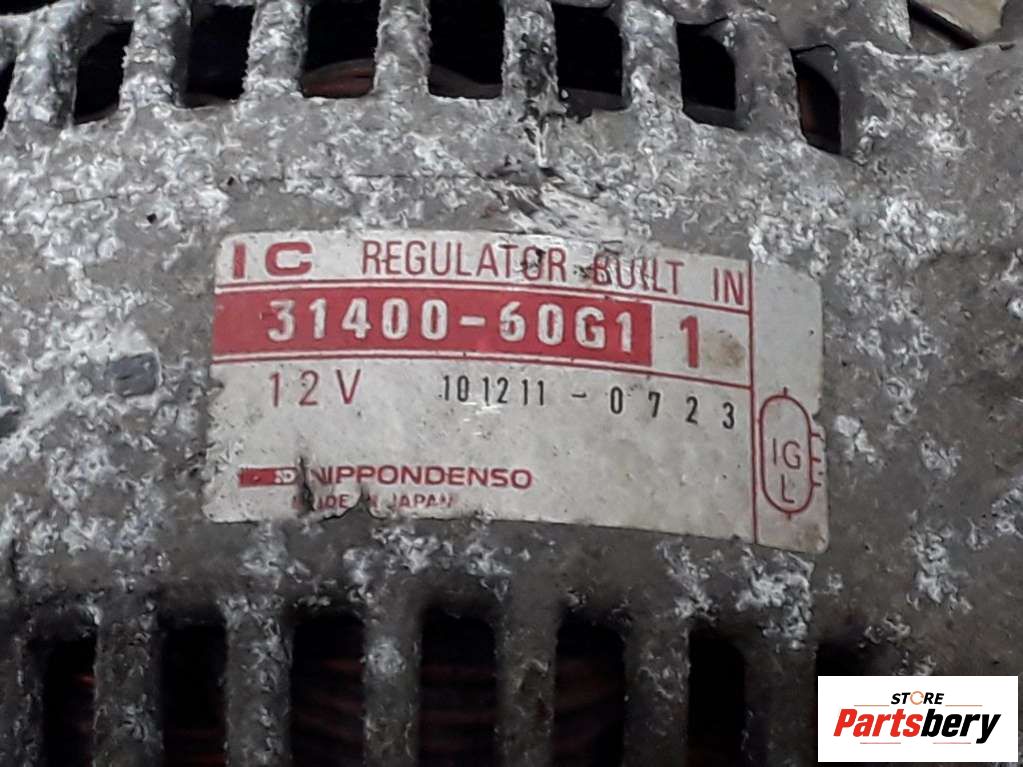 IC REGULATOR BUILT IN
31400-60G1 1
12V 101211-0723
IG
L
NIPPONDENSO
MADE IN JAPAN
STORE
Partsbery